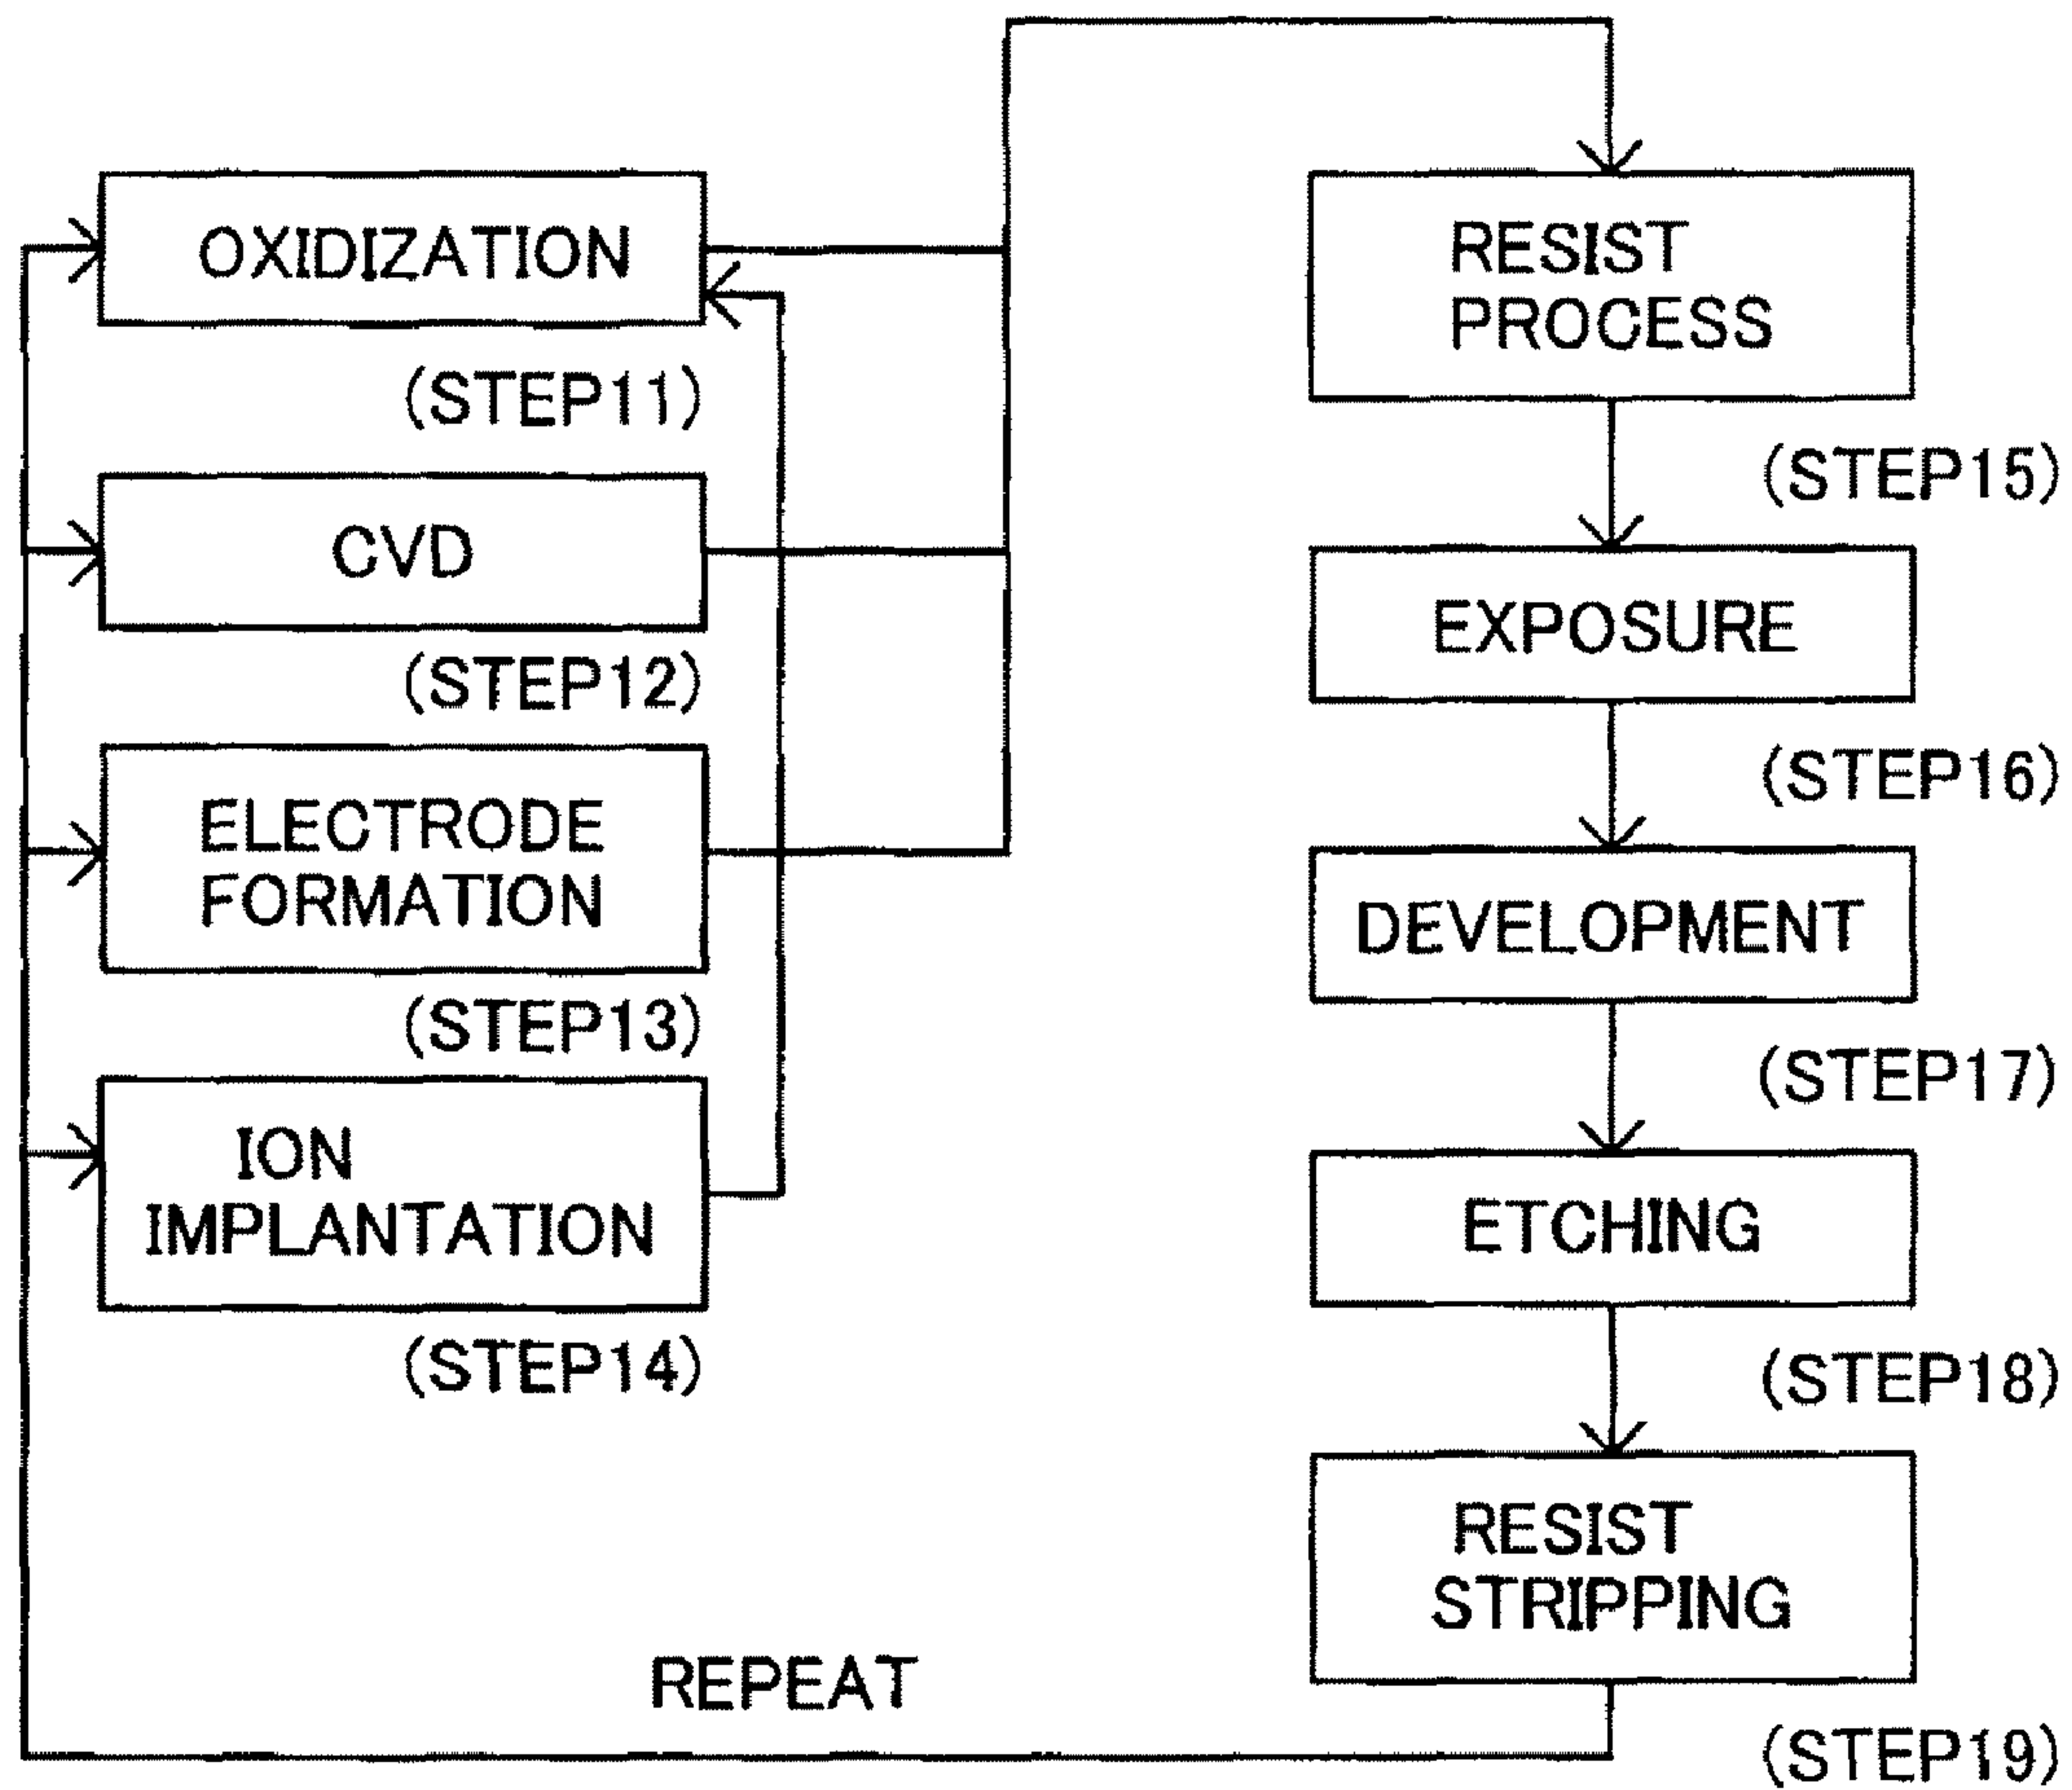 OXIDIZATION
(STEP11)
CVD
(STEP12)
ELECTRODE
FORMATION
(STEP13)
ION
IMPLANTATION
(STEP14)
RESIST
PROCESS
(STEP15)
EXPOSURE
(STEP16)
DEVELOPMENT
(STEP17)
ETCHING
(STEP18)
RESIST
STRIPPING
(STEP19)
REPEAT